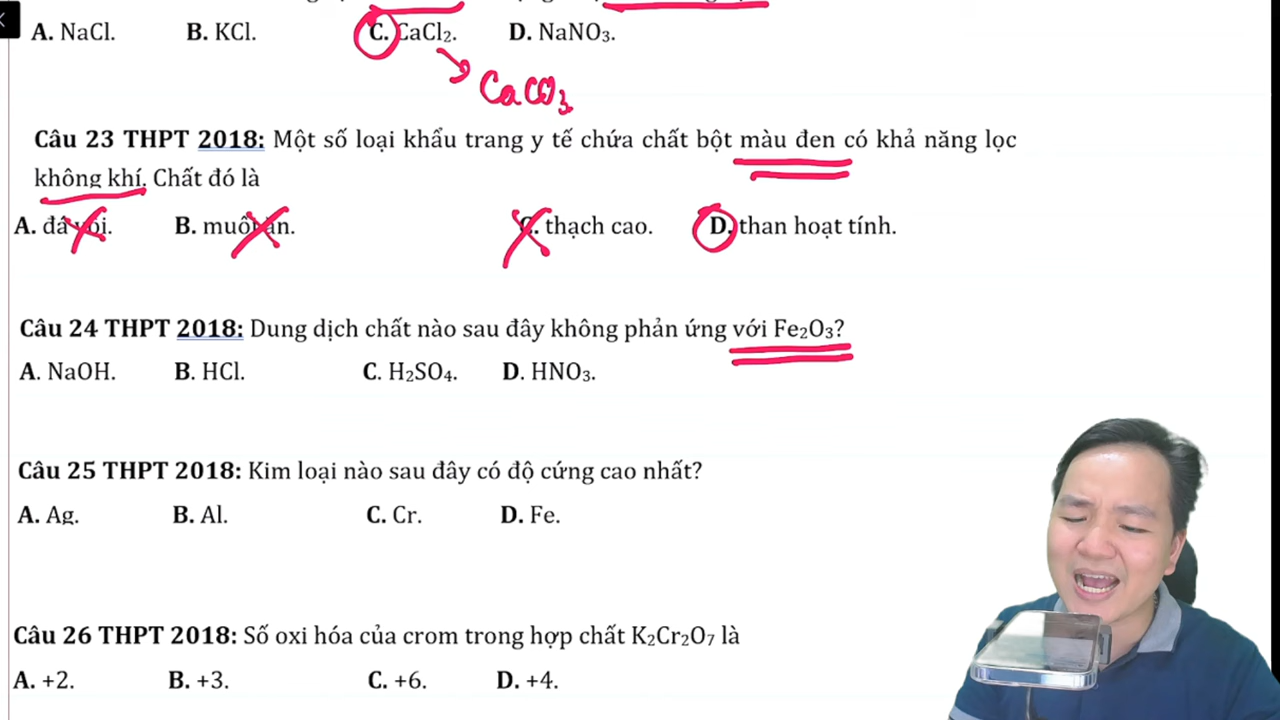 A. NaCl. B. KCl. C. CaCl₂. D. NaNO₃.
CaCO₃
Câu 23 THPT 2018: Một số loại khẩu trang y tế chứa chất bột màu đen có khả năng lọc
không khí. Chất đó là
A. đá vôi. B. muối ăn. C. thạch cao. D. than hoạt tính.
Câu 24 THPT 2018: Dung dịch chất nào sau đây không phản ứng với Fe₂O₃?
A. NaOH. B. HCl. C. H₂SO₄. D. HNO₃.
Câu 25 THPT 2018: Kim loại nào sau đây có độ cứng cao nhất?
A. Ag. B. Al. C. Cr. D. Fe.
Câu 26 THPT 2018: Số oxi hóa của crom trong hợp chất K₂Cr₂O₇ là
A. +2. B. +3. C. +6. D. +4.